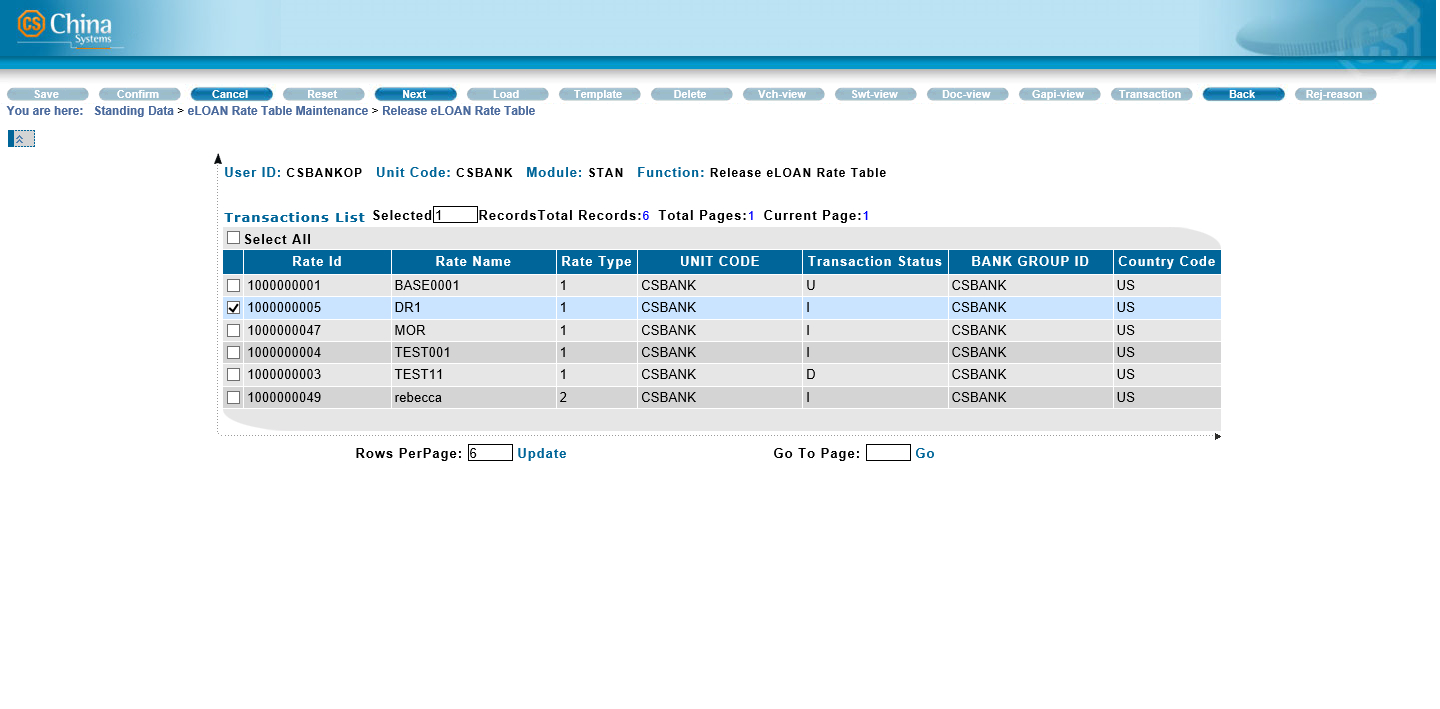 CS China
Systems
CS
Save Confirm Cancel Reset Next Load Template Delete Vch-view Swt-view Doc-view Gapi-view Transaction Back Rej-reason
You are here: Standing Data > eLOAN Rate Table Maintenance > Release eLOAN Rate Table
User ID: CSBANKOP Unit Code: CSBANK Module: STAN Function: Release eLOAN Rate Table
Transactions List Selected 1 RecordsTotal Records:6 Total Pages:1 Current Page:1
Select All
Rate Id Rate Name Rate Type UNIT CODE Transaction Status BANK GROUP ID Country Code
1000000001 BASE0001 1 CSBANK U CSBANK US
1000000005 DR1 1 CSBANK I CSBANK US
1000000047 MOR 1 CSBANK I CSBANK US
1000000004 TEST001 1 CSBANK I CSBANK US
1000000003 TEST11 1 CSBANK D CSBANK US
1000000049 rebecca 2 CSBANK I CSBANK US
Rows PerPage: 6 Update Go To Page: Go